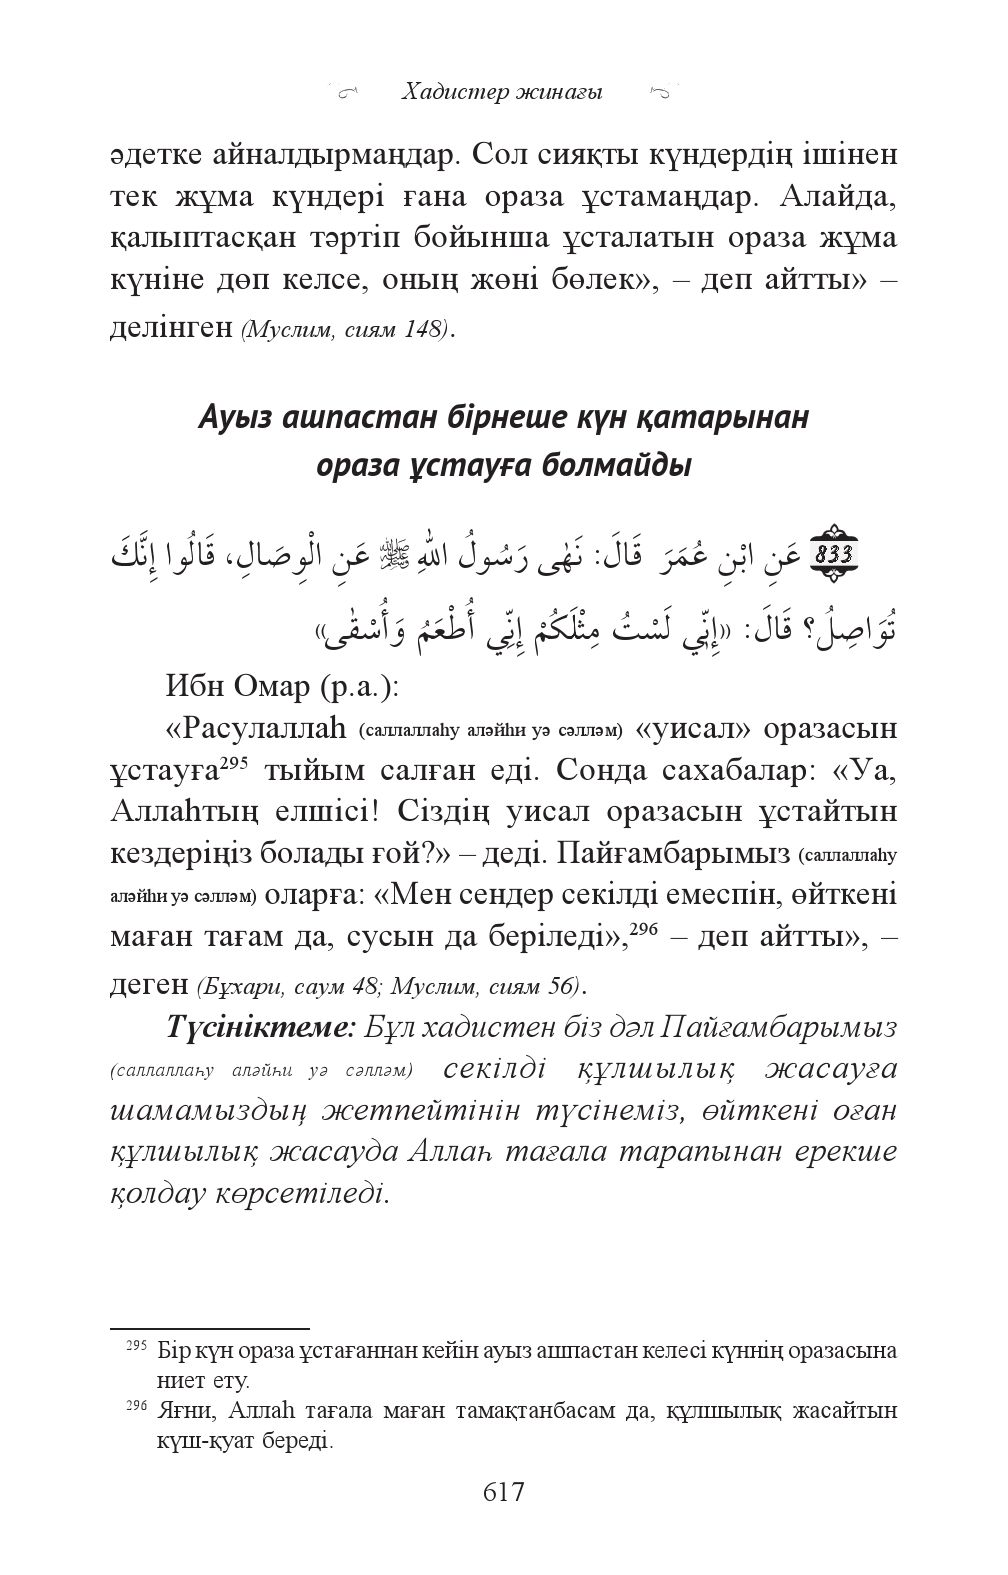 Хадистер жинағы
әдетке айналдырмаңдар. Сол сияқты күндердің ішінен
тек жұма күндері ғана ораза ұстамаңдар. Алайда,
қалыптасқан тәртіп бойынша ұсталатын ораза жұма
күніне дөп келсе, оның жөні бөлек», – деп айтты» –
делінген (Муслим, сиям 148).
Ауыз ашпастан бірнеше күн қатарынан
ораза ұстауға болмайды
833 عَنِ ابْنِ عُمَرَ قَالَ: نَهٰى رَسُولُ اللهِ ﷺ عَنِ الْوِصَالِ، قَالُوا إِنَّكَ
تُوَاصِلُ؟ قَالَ: «إِنِّي لَسْتُ مِثْلَكُمْ إِنِّي أُطْعَمُ وَأُسْقٰى»
Ибн Омар (р.а.):
«Расулаллаһ (саллаллаһу аләйһи уә сәлләм) «уисал» оразасын
ұстауға295 тыйым салған еді. Сонда сахабалар: «Уа,
Аллаһтың елшісі! Сіздің уисал оразасын ұстайтын
кездеріңіз болады ғой?» – деді. Пайғамбарымыз (саллаллаһу
аләйһи уә сәлләм) оларға: «Мен сендер секілді емеспін, өйткені
маған тағам да, сусын да беріледі»,296 – деп айтты», –
деген (Бұхари, саум 48; Муслим, сиям 56).
Түсініктеме: Бұл хадистен біз дәл Пайғамбарымыз
(саллаллаһу аләйһи уә сәлләм) секілді құлшылық жасауға
шамамыздың жетпейтінін түсінеміз, өйткені оған
құлшылық жасауда Аллаһ тағала тарапынан ерекше
қолдау көрсетіледі.
295 Бір күн ораза ұстағаннан кейін ауыз ашпастан келесі күннің оразасына
ниет ету.
296 Яғни, Аллаһ тағала маған тамақтанбасам да, құлшылық жасайтын
күш-қуат береді.
617